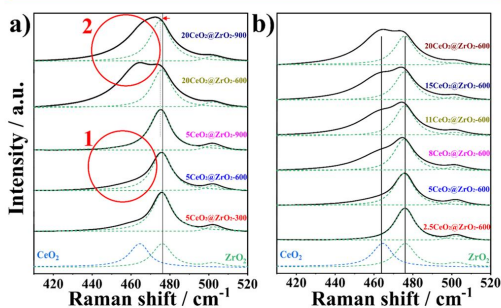 a)
2
20CeO₂@ZrO₂-900
20CeO₂@ZrO₂-600
5CeO₂@ZrO₂-900
1
5CeO₂@ZrO₂-600
5CeO₂@ZrO₂-300
CeO₂
ZrO₂
Intensity / a.u.
420 440 460 480 500 520
Raman shift / cm⁻¹
b)
20CeO₂@ZrO₂-600
15CeO₂@ZrO₂-600
11CeO₂@ZrO₂-600
8CeO₂@ZrO₂-600
5CeO₂@ZrO₂-600
2.5CeO₂@ZrO₂-600
CeO₂
ZrO₂
420 440 460 480 500 520
Raman shift / cm⁻¹